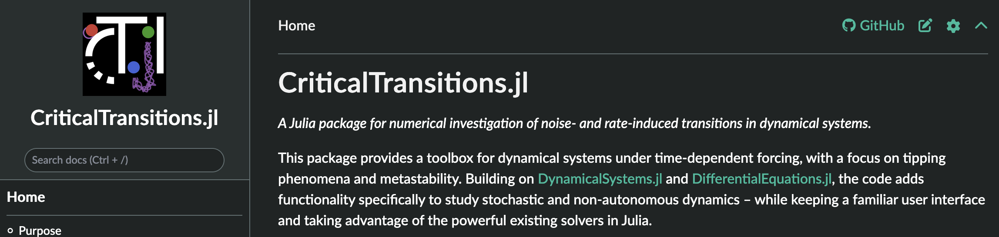 CT.jl
CriticalTransitions.jl
Search docs (Ctrl + /)
Home
Purpose
Home
GitHub
CriticalTransitions.jl
A Julia package for numerical investigation of noise- and rate-induced transitions in dynamical systems.
This package provides a toolbox for dynamical systems under time-dependent forcing, with a focus on tipping
phenomena and metastability. Building on DynamicalSystems.jl and DifferentialEquations.jl, the code adds
functionality specifically to study stochastic and non-autonomous dynamics – while keeping a familiar user interface
and taking advantage of the powerful existing solvers in Julia.